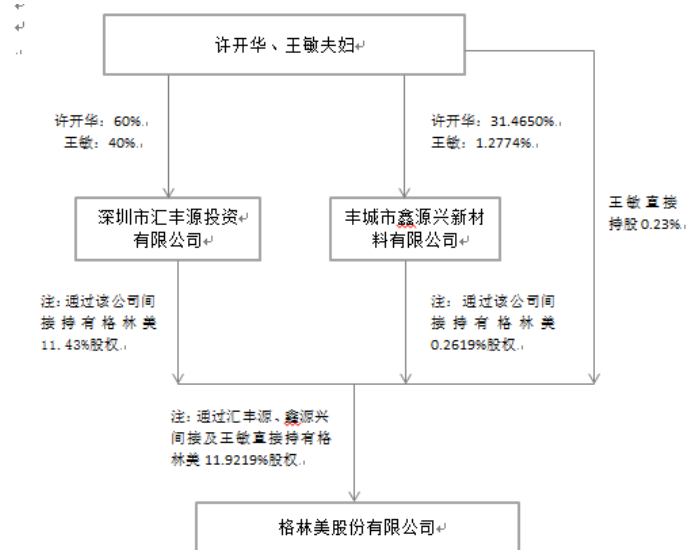 许开华、王敏夫妇
许开华：60%
王敏：40%
许开华：31.4650%
王敏：1.2774%
王敏直接
持股0.23%
深圳市汇丰源投资
有限公司
丰城市鑫源兴新材
料有限公司
注：通过该公司间
接持有格林美
11.43%股权
注：通过该公司间
接持有格林美
0.2619%股权
注：通过汇丰源、鑫源兴
间接及王敏直接持有格
林美11.9219%股权
格林美股份有限公司